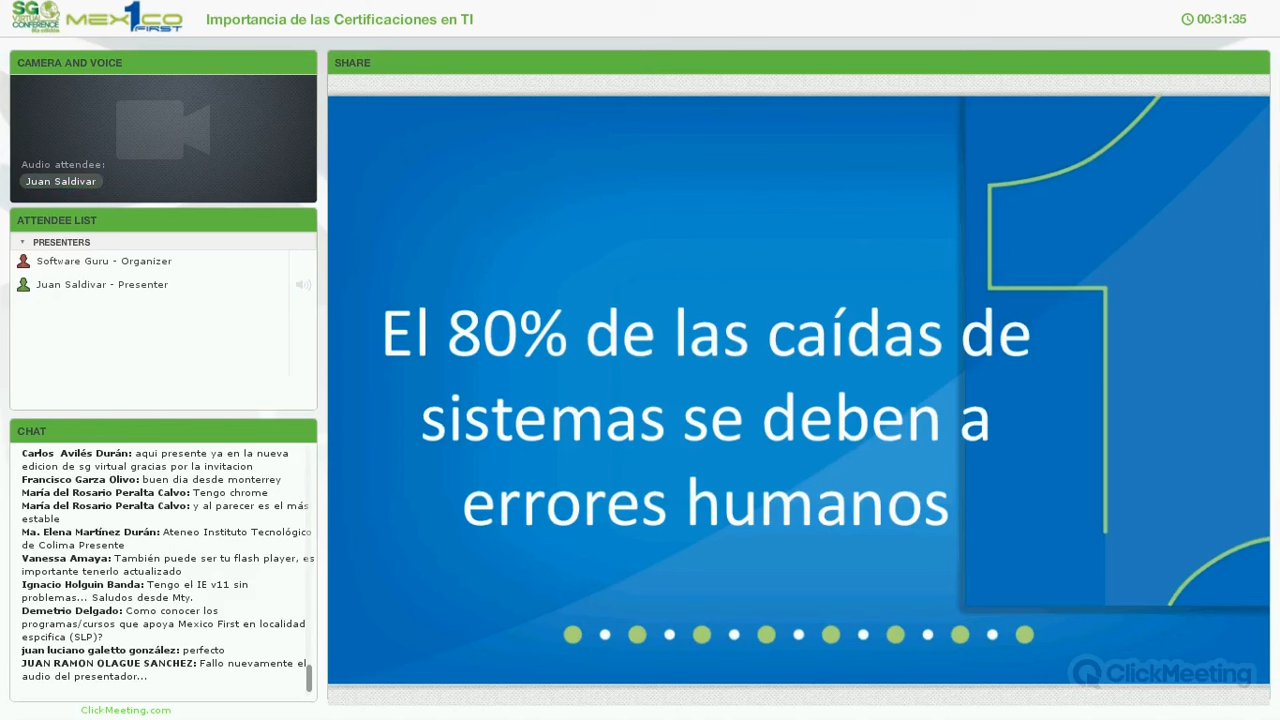 SG
VIRTUAL
CONFERENCE
MEXICO
FIRST
Importancia de las Certificaciones en TI
00:31:35
CAMERA AND VOICE
Audio attendee:
Juan Saldivar
ATTENDEE LIST
PRESENTERS
Software Guru - Organizer
Juan Saldivar - Presenter
CHAT
Carlos Avilés Durán: aqui presente ya en la nueva
edicion de sg virtual gracias por la invitacion
Francisco Garza Olivo: buen dia desde monterrey
María del Rosario Peralta Calvo: Tengo chrome
María del Rosario Peralta Calvo: y al parecer es el más
estable
Ma. Elena Martínez Durán: Ateneo Instituto Tecnológico
de Colima Presente
Vanessa Amaya: También puede ser tu flash player, es
importante tenerlo actualizado
Ignacio Holguin Banda: Tengo el IE v11 sin
problemas... Saludos desde Mty.
Demetrio Delgado: Como conocer los
programas/cursos que apoya Mexico First en localidad
espcifica (SLP)?
juan luciano galetto gonzález: perfecto
JUAN RAMON OLAGUE SANCHEZ: Fallo nuevamente el
audio del presentador...
ClickMeeting.com
SHARE
El 80% de las caídas de
sistemas se deben a
errores humanos
ClickMeeting